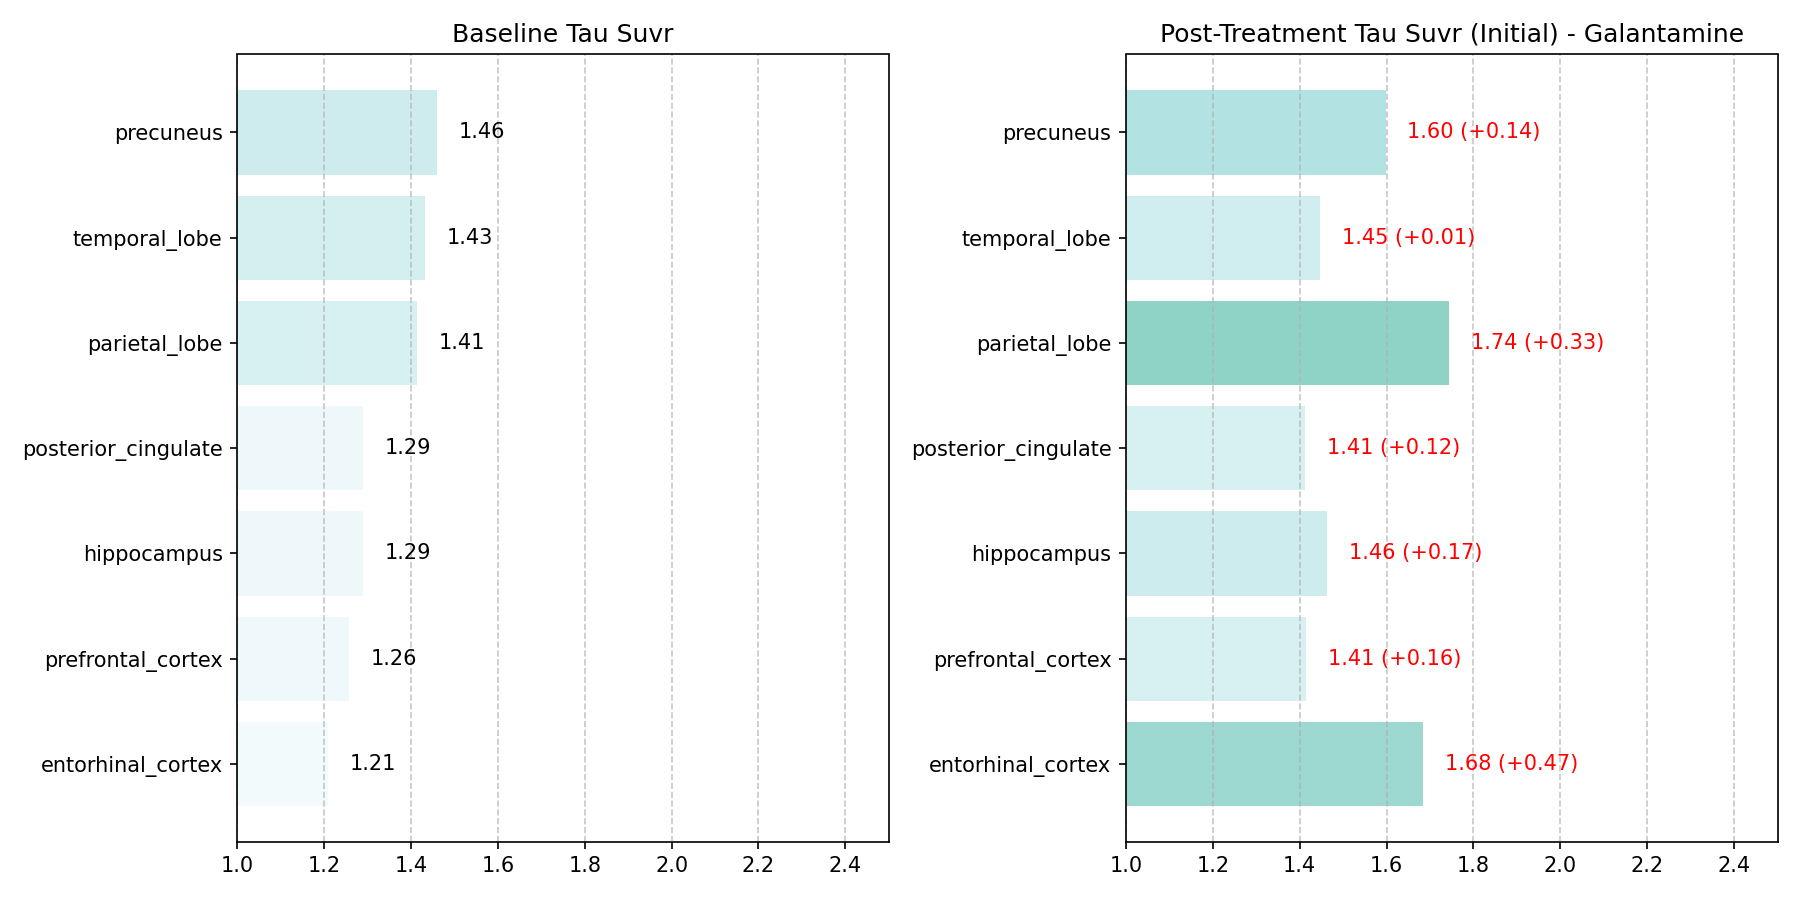 Baseline Tau Suvr
precuneus
1.46
temporal_lobe
1.43
parietal_lobe
1.41
posterior_cingulate
1.29
hippocampus
1.29
prefrontal_cortex
1.26
entorhinal_cortex
1.21
1.0 1.2 1.4 1.6 1.8 2.0 2.2 2.4
Post-Treatment Tau Suvr (Initial) - Galantamine
precuneus
1.60 (+0.14)
temporal_lobe
1.45 (+0.01)
parietal_lobe
1.74 (+0.33)
posterior_cingulate
1.41 (+0.12)
hippocampus
1.46 (+0.17)
prefrontal_cortex
1.41 (+0.16)
entorhinal_cortex
1.68 (+0.47)
1.0 1.2 1.4 1.6 1.8 2.0 2.2 2.4